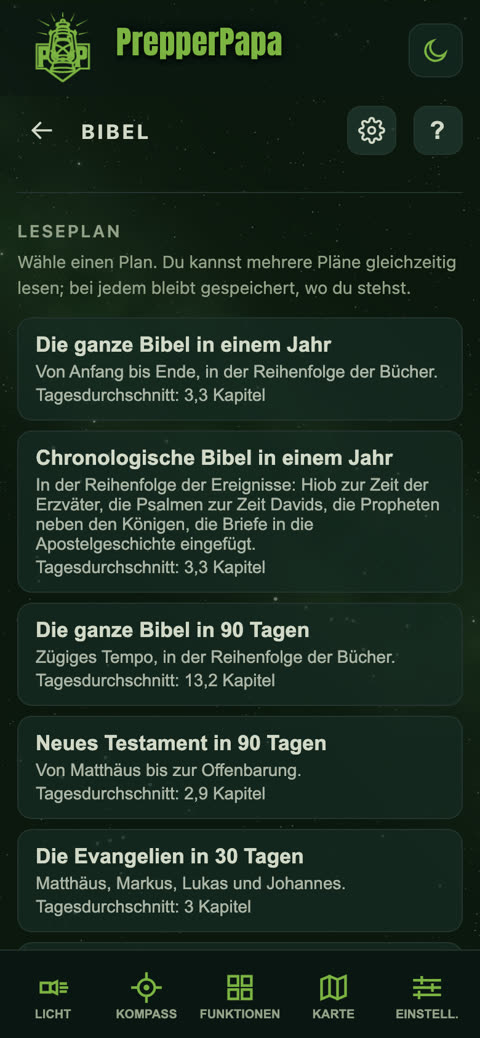 PP
PrepperPapa
BIBEL
?
LESEPLAN
Wähle einen Plan. Du kannst mehrere Pläne gleichzeitig
lesen; bei jedem bleibt gespeichert, wo du stehst.
Die ganze Bibel in einem Jahr
Von Anfang bis Ende, in der Reihenfolge der Bücher.
Tagesdurchschnitt: 3,3 Kapitel
Chronologische Bibel in einem Jahr
In der Reihenfolge der Ereignisse: Hiob zur Zeit der
Erzväter, die Psalmen zur Zeit Davids, die Propheten
neben den Königen, die Briefe in die
Apostelgeschichte eingefügt.
Tagesdurchschnitt: 3,3 Kapitel
Die ganze Bibel in 90 Tagen
Zügiges Tempo, in der Reihenfolge der Bücher.
Tagesdurchschnitt: 13,2 Kapitel
Neues Testament in 90 Tagen
Von Matthäus bis zur Offenbarung.
Tagesdurchschnitt: 2,9 Kapitel
Die Evangelien in 30 Tagen
Matthäus, Markus, Lukas und Johannes.
Tagesdurchschnitt: 3 Kapitel
LICHT
KOMPASS
FUNKTIONEN
KARTE
EINSTELL.